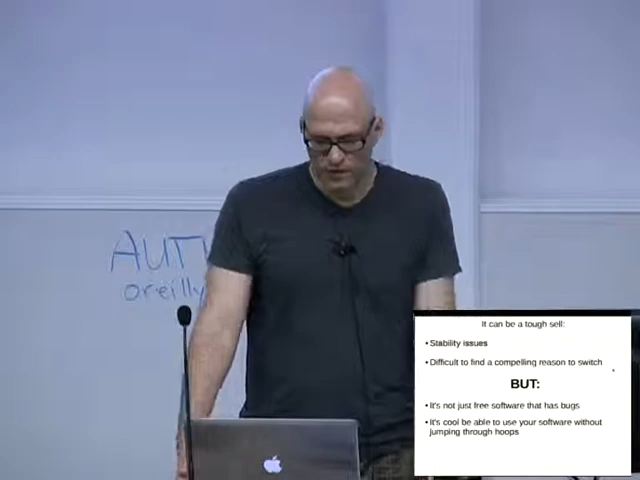 AUT
oreilly
It can be a tough sell:
• Stability issues
• Difficult to find a compelling reason to switch
BUT:
• It's not just free software that has bugs
• It's cool be able to use your software without
jumping through hoops